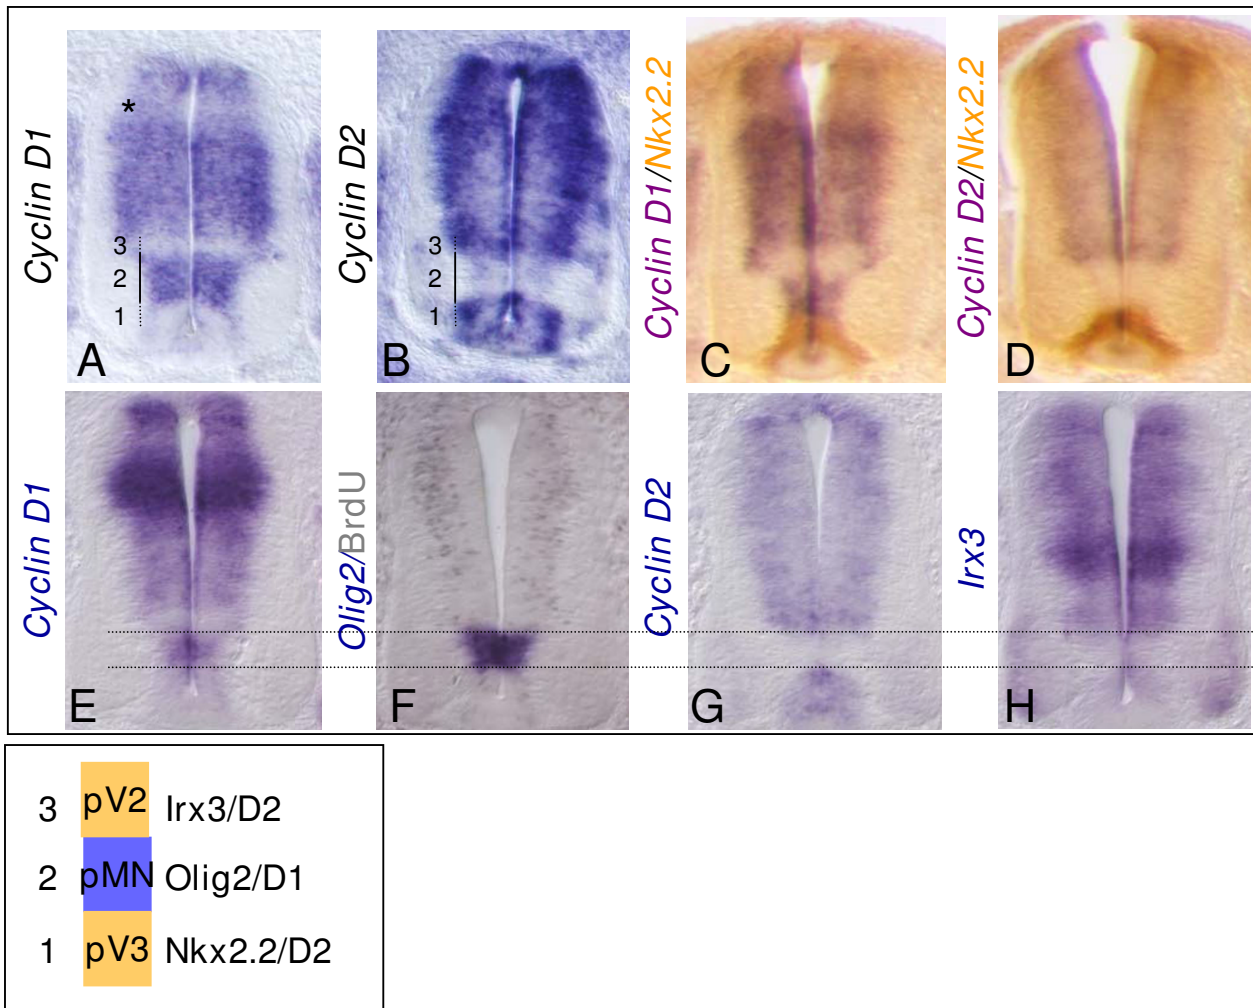 Cyclin D1
*
3
2
1
A
Cyclin D2
3
2
1
B
Cyclin D1/Nkx2.2
C
Cyclin D2/Nkx2.2
D
Cyclin D1
E
Olig2/BrdU
F
Cyclin D2
G
Irx3
H
3 pV2 Irx3/D2
2 pMN Olig2/D1
1 pV3 Nkx2.2/D2